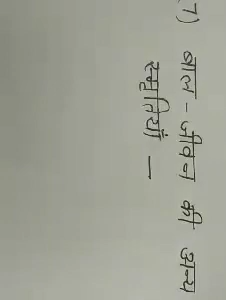 7) बाल - जीवन की अन्य
स्मृतियाँ —